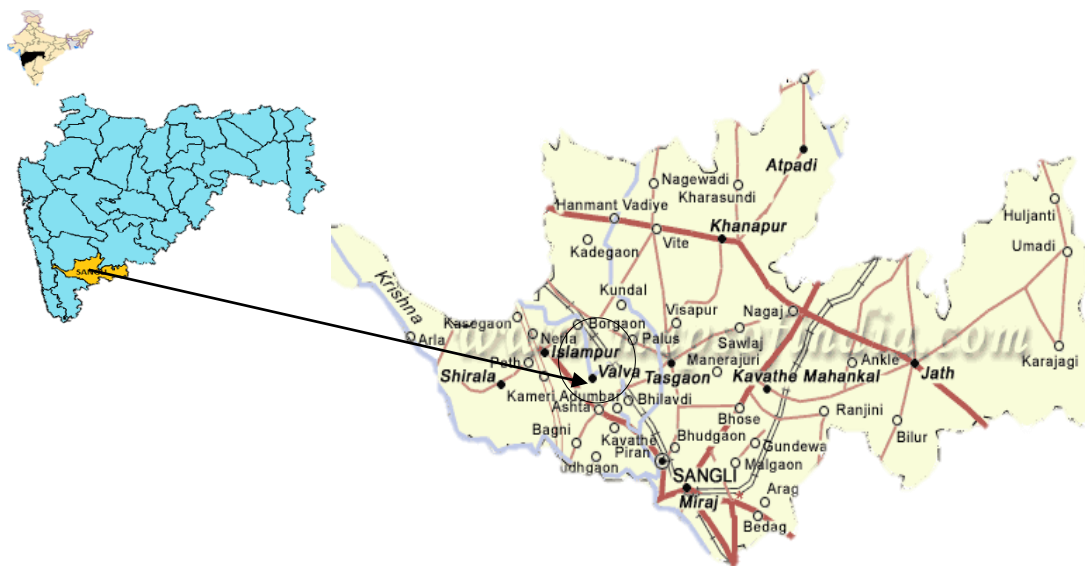 Atpadi
Nagewadi
Kharasundi
Hanmant Vadiye
Khanapur
Huljanti
Vite
Kadegaon
Umadi
SANGLI
Krishna
Kundal
Visapur
Nagaj
Kasegaon
Borgaon
Arla
Nerla
Palus
Sawlaj
Islampur
Manerajuri
Ankle
Karajagi
Peth
Valva
Shirala
Tasgaon
Kavathe Mahankal
Jath
Kameri
Adumbar
Bhilavdi
Ashta
Bhose
Ranjini
Bagni
Kavathe
Piran
Bhudgaon
Gundewa
Bilur
udhgaon
Malgaon
SANGLI
Miraj
Arag
Bedag